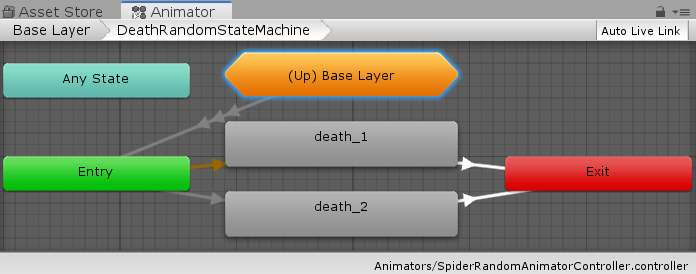 Asset Store
Animator
Base Layer
DeathRandomStateMachine
Auto Live Link
Any State
(Up) Base Layer
death_1
Entry
Exit
death_2
Animators/SpiderRandomAnimatorController.controller